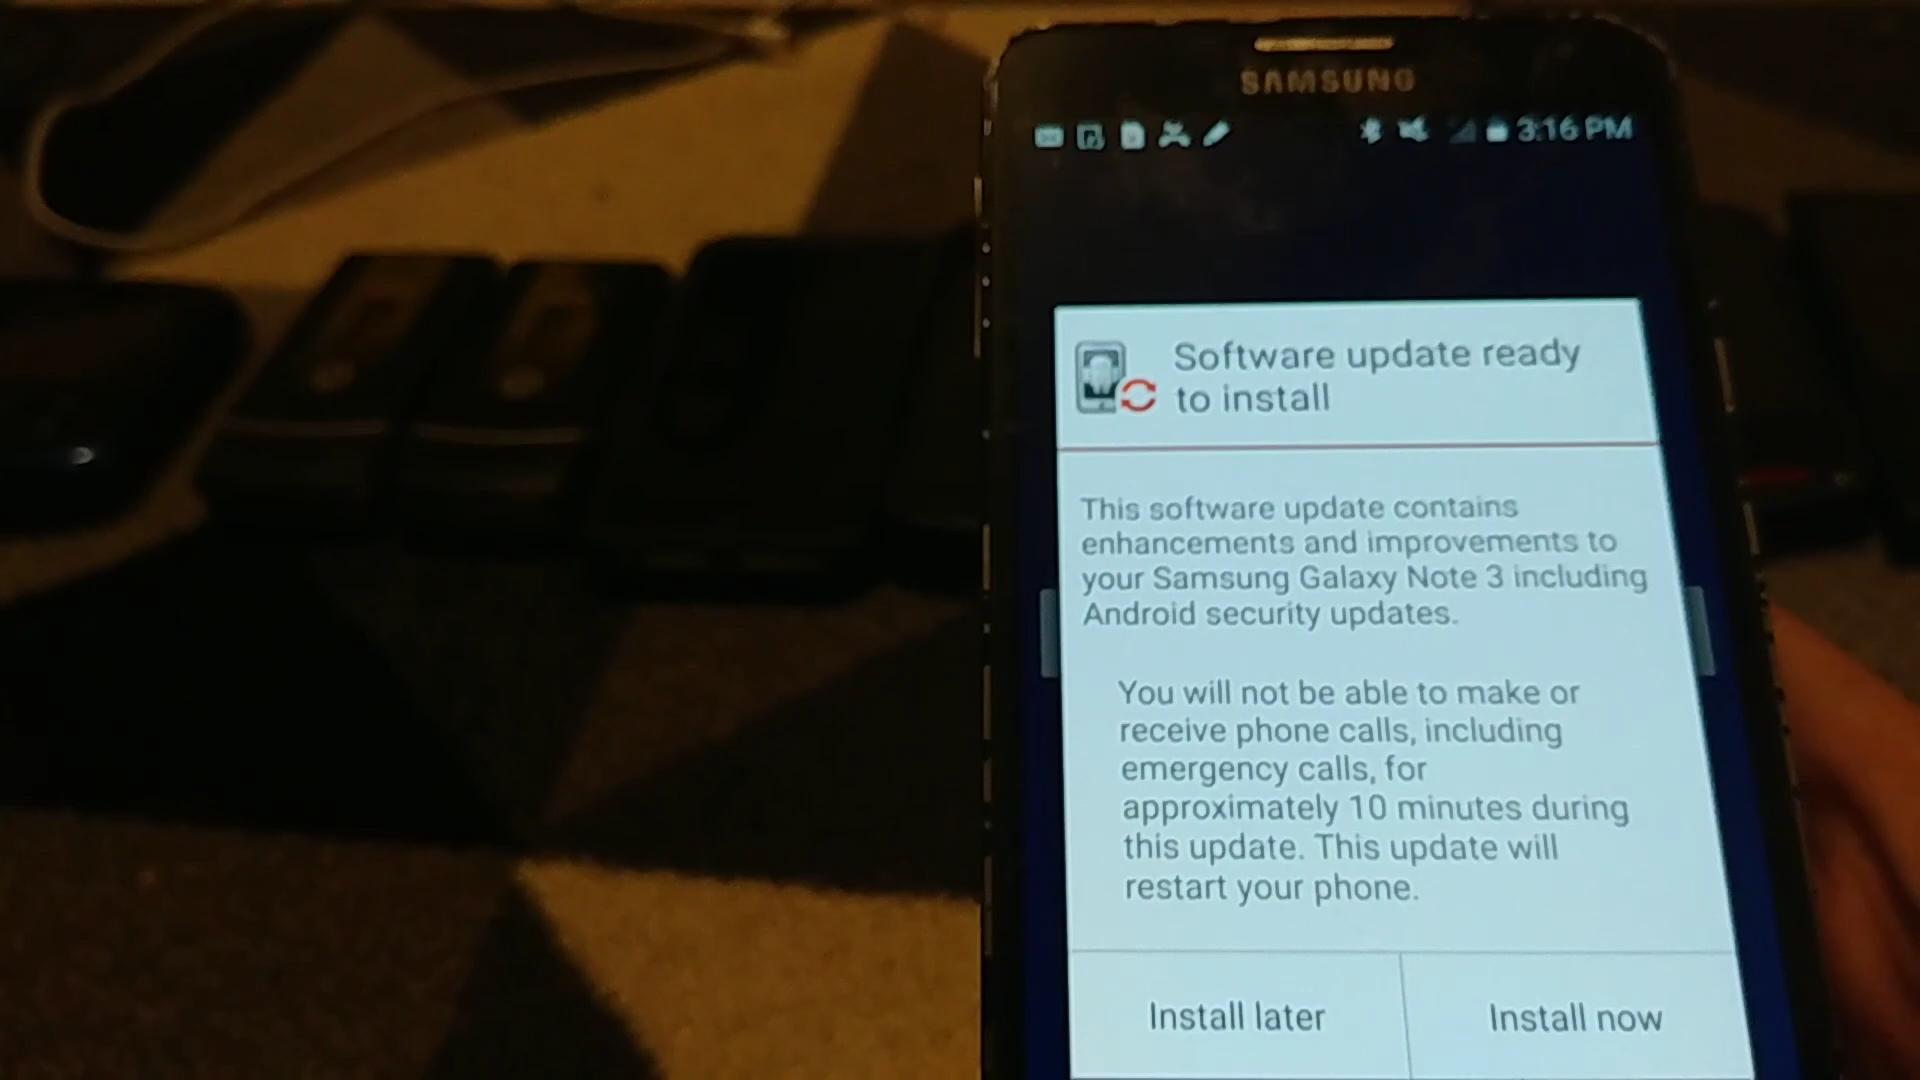 SAMSUNG
3:16 PM
Software update ready
to install
This software update contains
enhancements and improvements to
your Samsung Galaxy Note 3 including
Android security updates.
You will not be able to make or
receive phone calls, including
emergency calls, for
approximately 10 minutes during
this update. This update will
restart your phone.
Install later
Install now